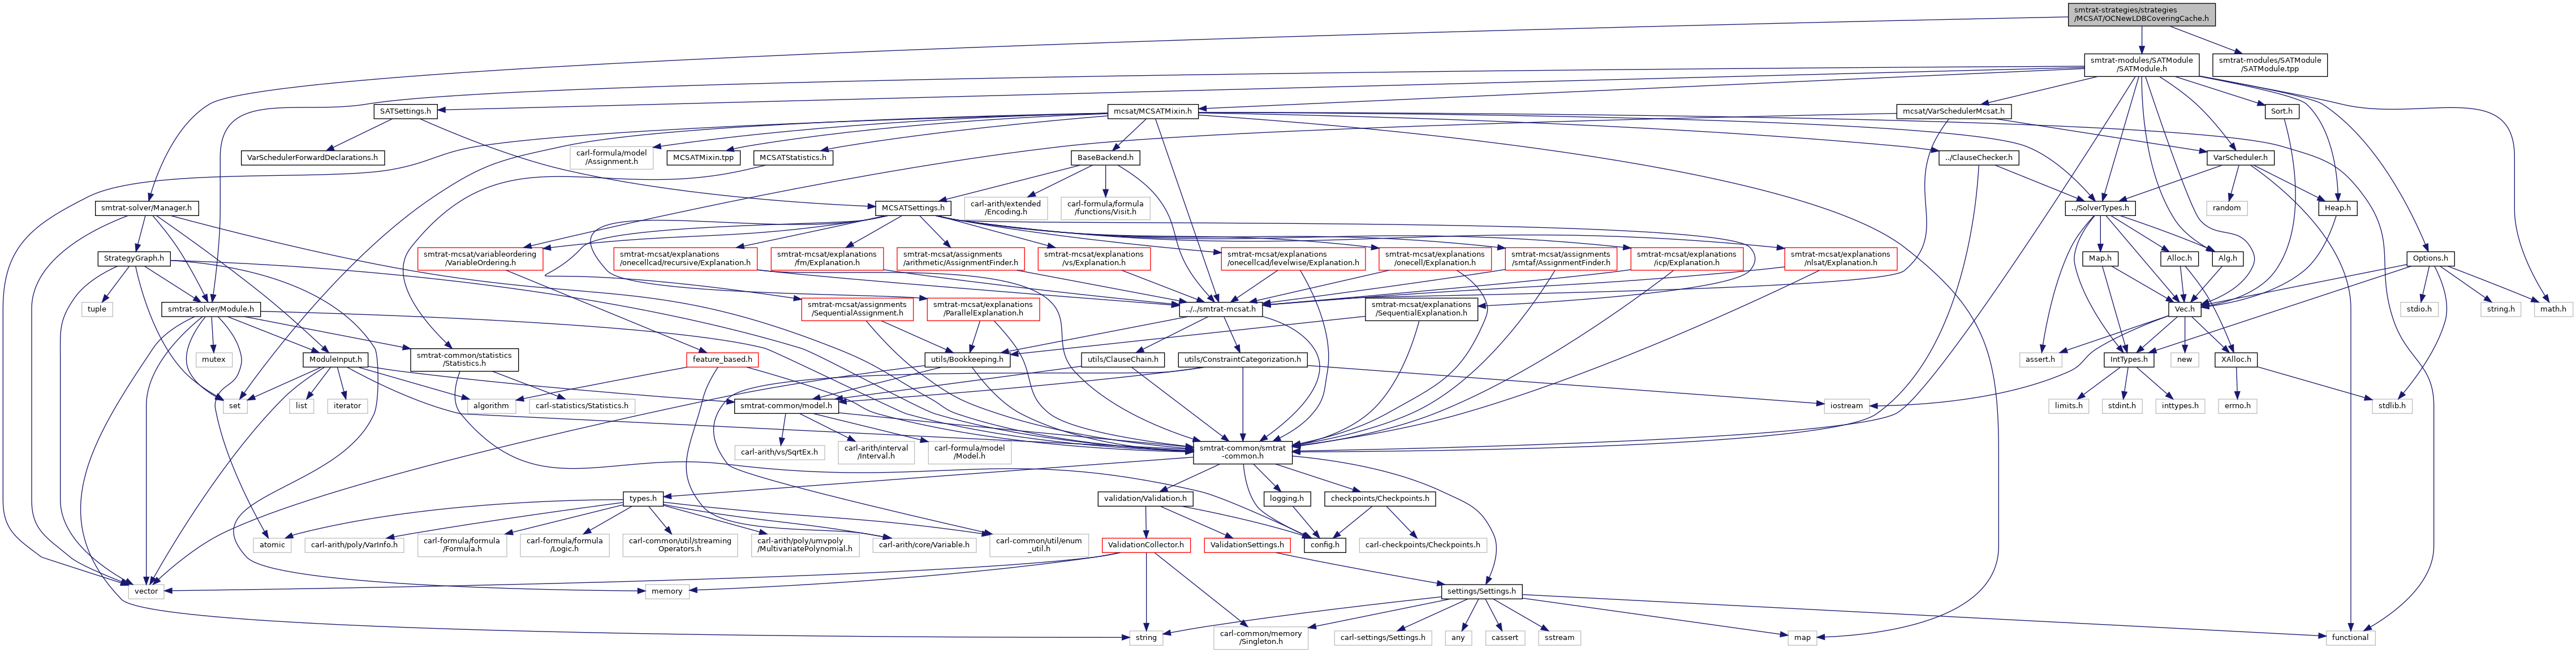 smtrat-strategies/strategies
/MCSAT/OCNewLDBCoveringCache.h
smtrat-modules/SATModule
/SATModule.h
smtrat-modules/SATModule
/SATModule.tpp
SATSettings.h
mcsat/MCSATMixin.h
mcsat/VarSchedulerMcsat.h
Sort.h
VarSchedulerForwardDeclarations.h
carl-formula/model
/Assignment.h
MCSATMixin.tpp
MCSATStatistics.h
BaseBackend.h
../ClauseChecker.h
VarScheduler.h
smtrat-solver/Manager.h
MCSATSettings.h
carl-arith/extended
/Encoding.h
carl-formula/formula
/functions/Visit.h
../SolverTypes.h
random
Heap.h
StrategyGraph.h
smtrat-mcsat/variableordering
/VariableOrdering.h
smtrat-mcsat/explanations
/onecellcad/recursive/Explanation.h
smtrat-mcsat/explanations
/fm/Explanation.h
smtrat-mcsat/assignments
/arithmetic/AssignmentFinder.h
smtrat-mcsat/explanations
/vs/Explanation.h
smtrat-mcsat/explanations
/onecellcad/levelwise/Explanation.h
smtrat-mcsat/explanations
/onecell/Explanation.h
smtrat-mcsat/assignments
/smtaf/AssignmentFinder.h
smtrat-mcsat/explanations
/icp/Explanation.h
smtrat-mcsat/explanations
/nlsat/Explanation.h
Map.h
Alloc.h
Alg.h
Options.h
tuple
smtrat-solver/Module.h
smtrat-mcsat/assignments
/SequentialAssignment.h
smtrat-mcsat/explanations
/ParallelExplanation.h
../../smtrat-mcsat.h
smtrat-mcsat/explanations
/SequentialExplanation.h
Vec.h
stdio.h
string.h
math.h
mutex
ModuleInput.h
smtrat-common/statistics
/Statistics.h
feature_based.h
utils/Bookkeeping.h
utils/ClauseChain.h
utils/ConstraintCategorization.h
assert.h
IntTypes.h
new
XAlloc.h
set
list
iterator
algorithm
carl-statistics/Statistics.h
smtrat-common/model.h
iostream
limits.h
stdint.h
inttypes.h
errno.h
stdlib.h
carl-arith/vs/SqrtEx.h
carl-arith/interval
/Interval.h
carl-formula/model
/Model.h
smtrat-common/smtrat
-common.h
types.h
validation/Validation.h
logging.h
checkpoints/Checkpoints.h
atomic
carl-arith/poly/VarInfo.h
carl-formula/formula
/Formula.h
carl-formula/formula
/Logic.h
carl-common/util/streaming
Operators.h
carl-arith/poly/umvpoly
/MultivariatePolynomial.h
carl-arith/core/Variable.h
carl-common/util/enum
_util.h
ValidationCollector.h
ValidationSettings.h
config.h
carl-checkpoints/Checkpoints.h
vector
memory
settings/Settings.h
string
carl-common/memory
/Singleton.h
carl-settings/Settings.h
any
cassert
sstream
map
functional